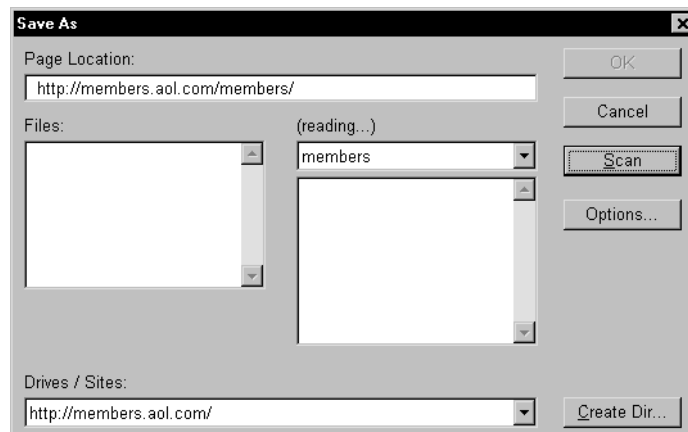 Save As
Page Location:
http://members.aol.com/members/
OK
Cancel
Files:
(reading...)
members
Scan
Options...
Drives / Sites:
http://members.aol.com/
Create Dir...